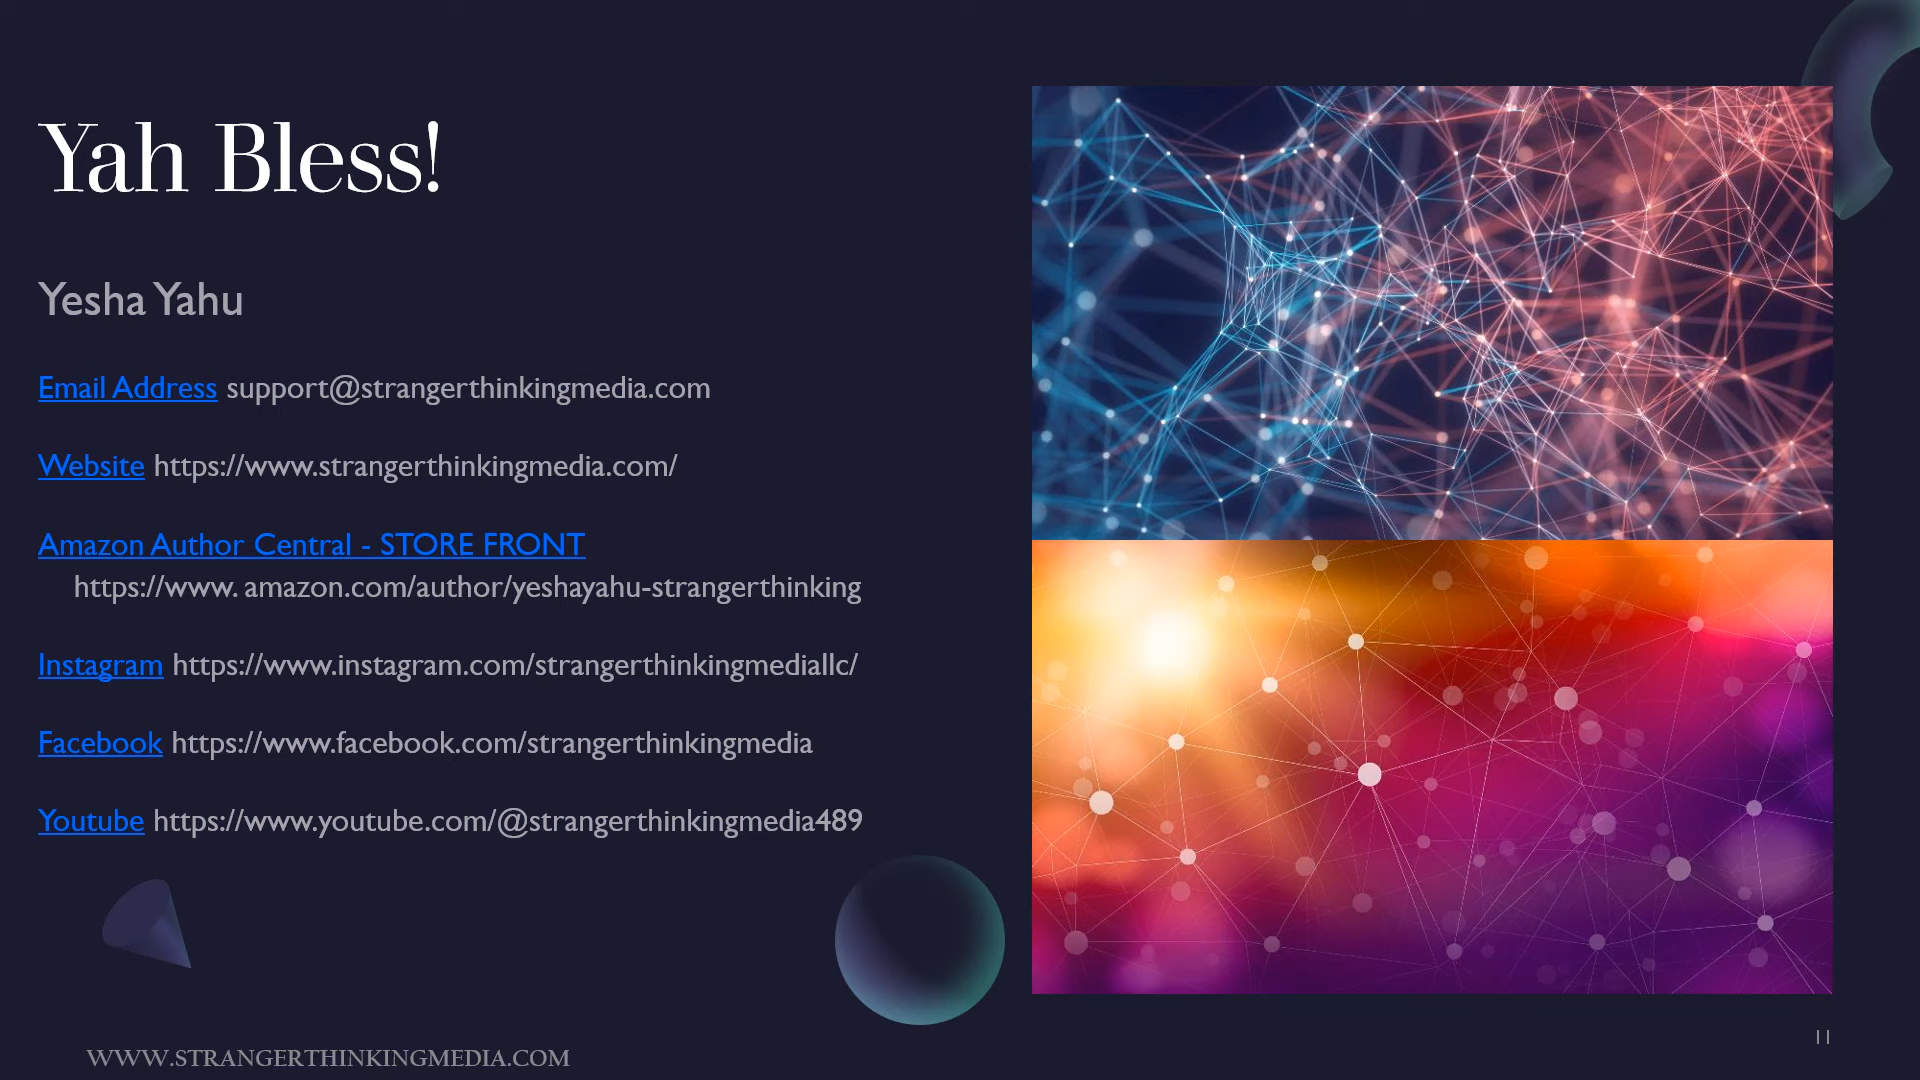 Yah Bless!
Yesha Yahu
Email Address support@strangerthinkingmedia.com
Website https://www.strangerthinkingmedia.com/
Amazon Author Central - STORE FRONT
https://www. amazon.com/author/yeshayahu-strangerthinking
Instagram https://www.instagram.com/strangerthinkingmediallc/
Facebook https://www.facebook.com/strangerthinkingmedia
Youtube https://www.youtube.com/@strangerthinkingmedia489
WWW.STRANGERTHINKINGMEDIA.COM
11